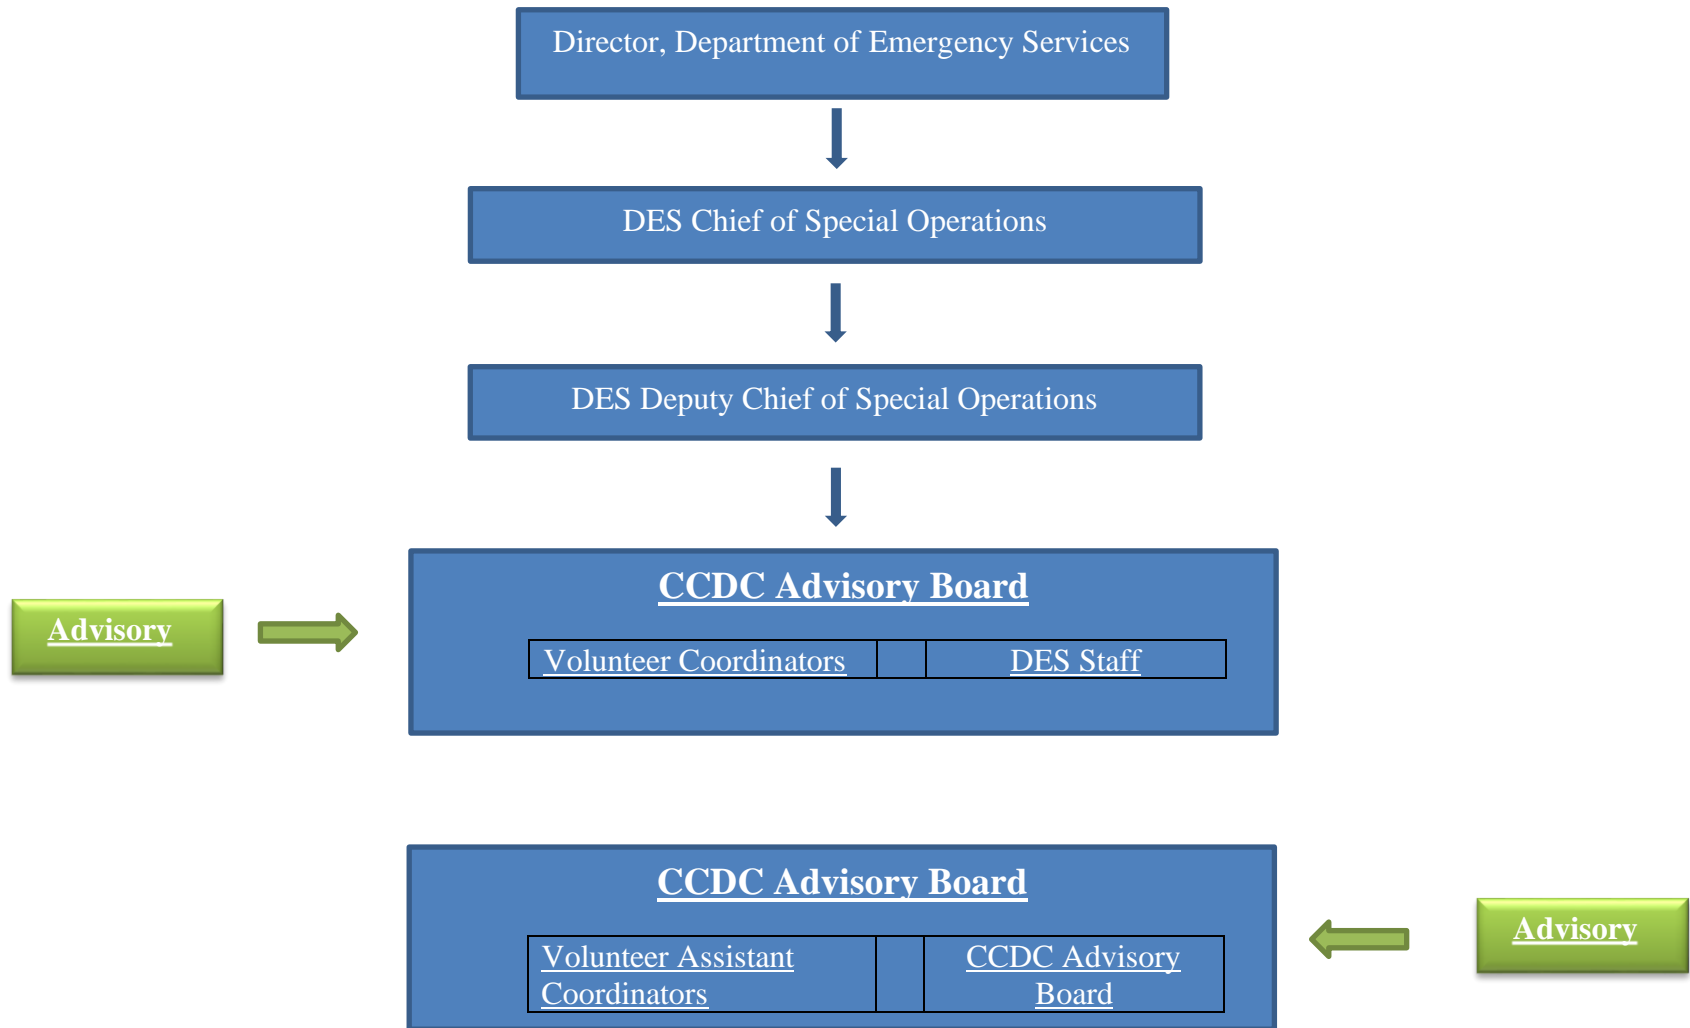 Director, Department of Emergency Services
DES Chief of Special Operations
DES Deputy Chief of Special Operations
CCDC Advisory Board
Advisory
Volunteer Coordinators
DES Staff
CCDC Advisory Board
Advisory
Volunteer Assistant
Coordinators
CCDC Advisory
Board